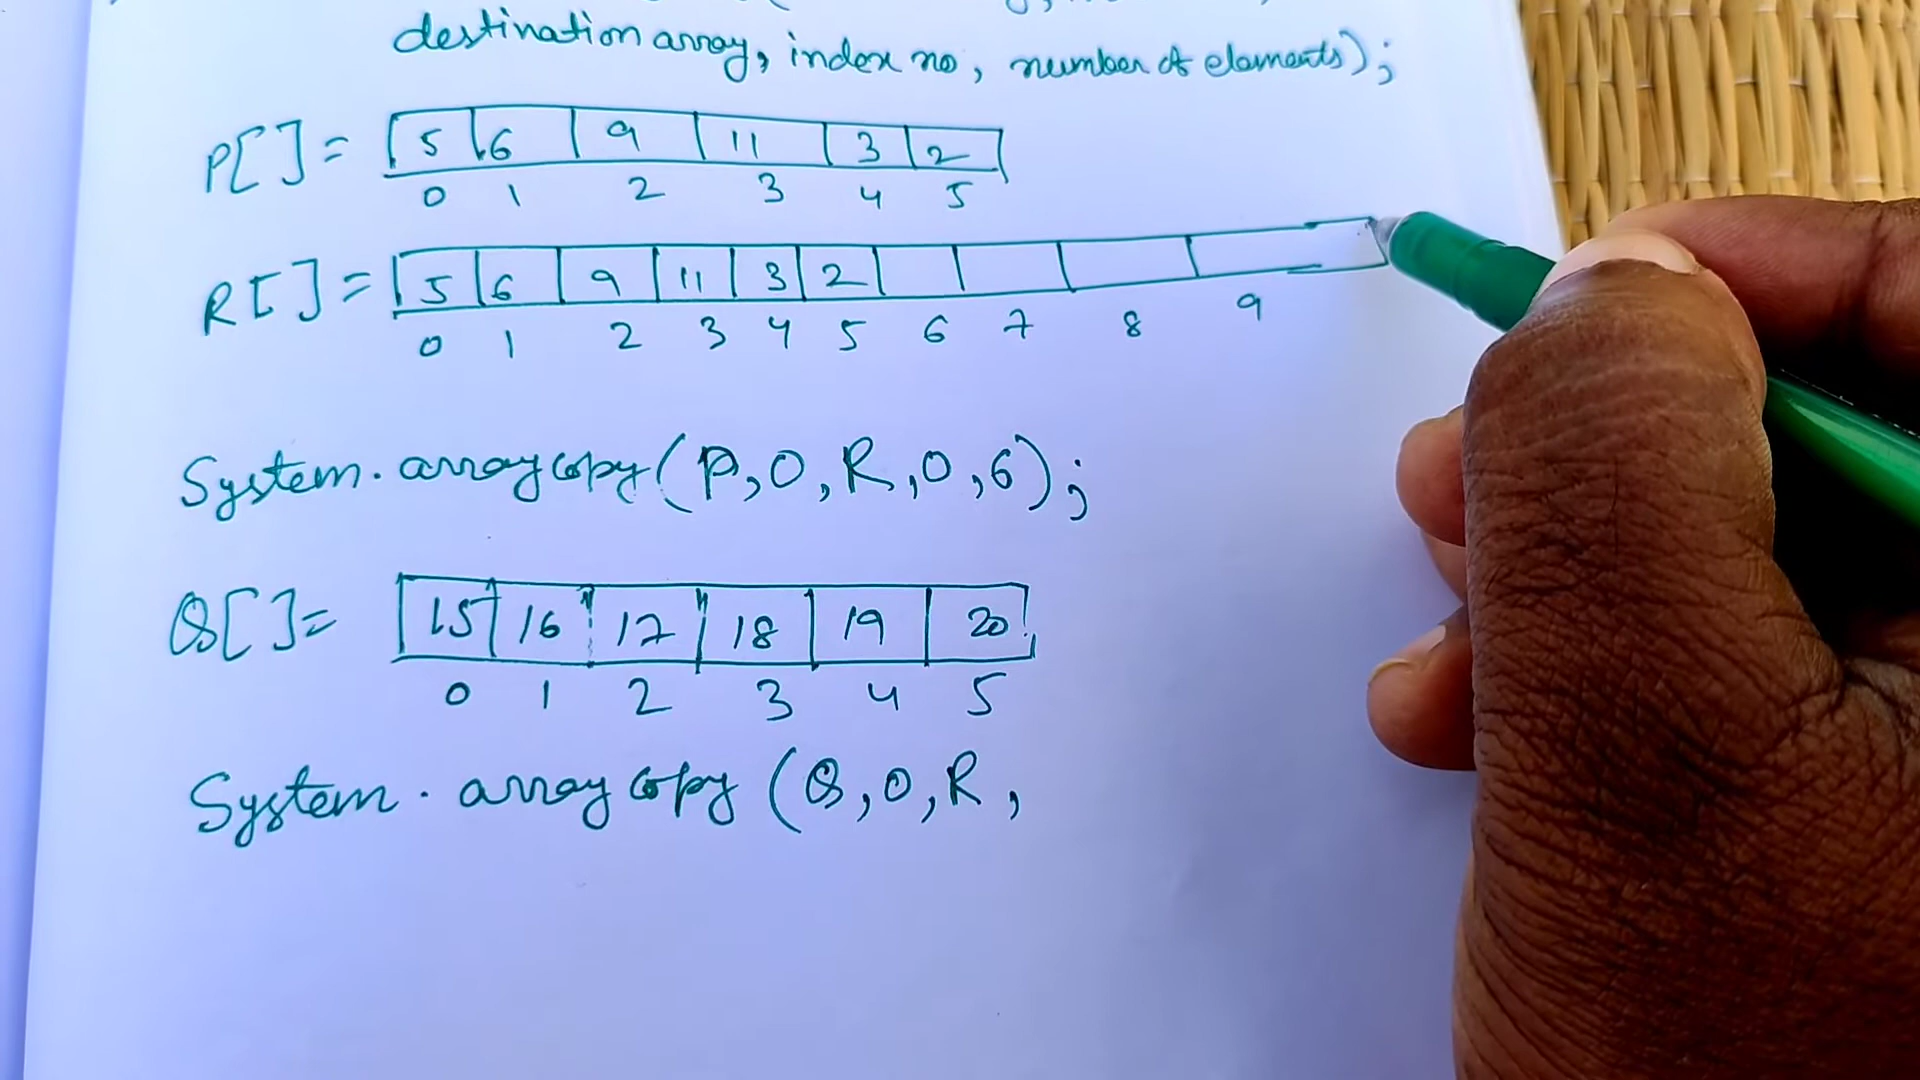 destination array, index no, number of elements);
P[ ] = 5 6 9 11 3 2
0 1 2 3 4 5
R[ ] = 5 6 9 11 3 2
0 1 2 3 4 5 6 7 8 9
System.arraycopy(P,0,R,0,6);
Q[ ] = 15 16 17 18 19 20
0 1 2 3 4 5
System.arraycopy(Q,0,R,